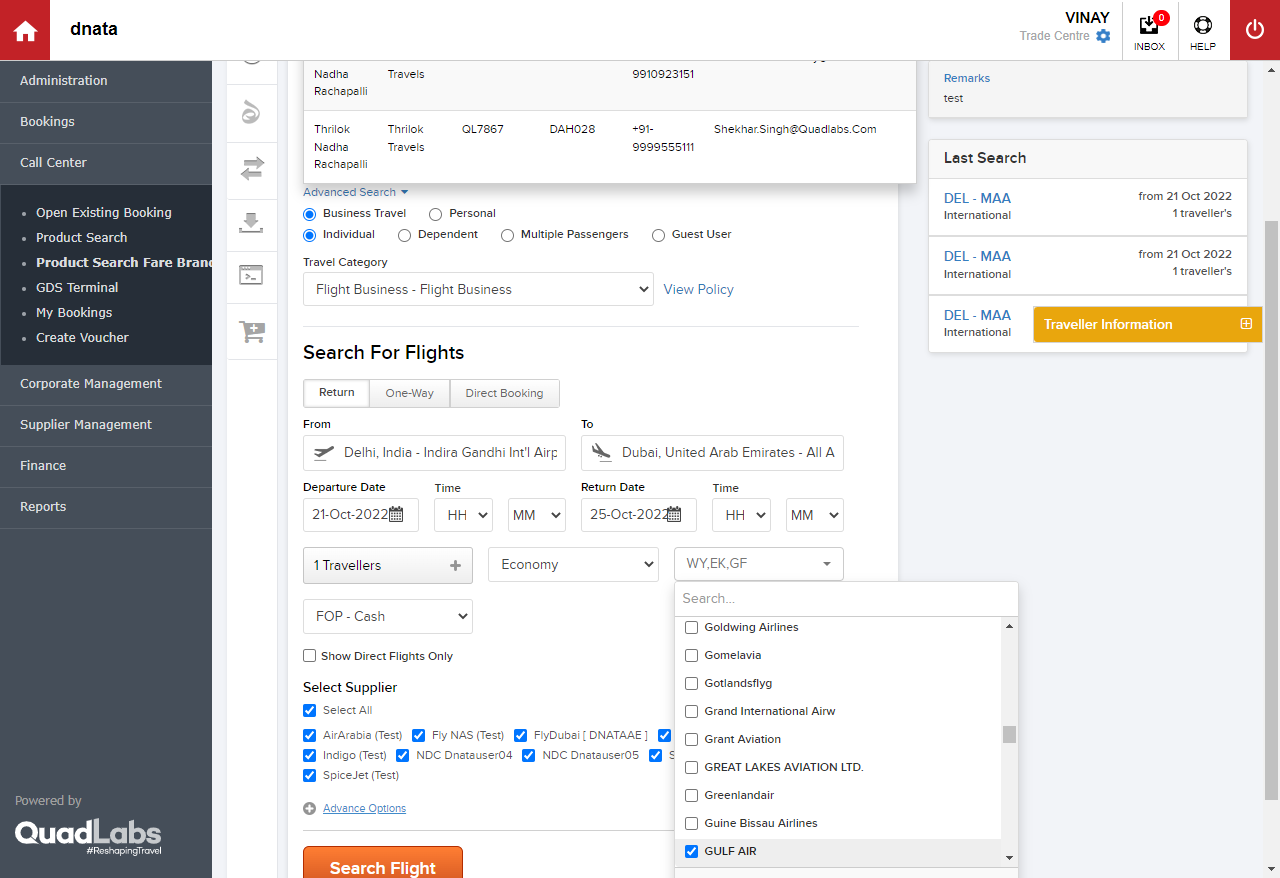 dnata
VINAY
Trade Centre
0
INBOX
HELP
Administration
Bookings
Call Center
Open Existing Booking
Product Search
Product Search Fare Bran
GDS Terminal
My Bookings
Create Voucher
Corporate Management
Supplier Management
Finance
Reports
Powered by
QuadLabs
#ReshapingTravel
Nadha Travels 9910923151
Rachapalli
Thrilok Thrilok QL7867 DAH028 +91- Shekhar.Singh@Quadlabs.Com
Nadha Travels 9999555111
Rachapalli
Advanced Search
Business Travel Personal
Individual Dependent Multiple Passengers Guest User
Travel Category
Flight Business - Flight Business View Policy
Search For Flights
Return One-Way Direct Booking
From To
Delhi, India - Indira Gandhi Int'l Airp Dubai, United Arab Emirates - All A
Departure Date Time Return Date Time
21-Oct-2022 HH MM 25-Oct-2022 HH MM
1 Travellers Economy WY,EK,GF
FOP - Cash
Show Direct Flights Only
Select Supplier
Select All
AirArabia (Test) Fly NAS (Test) FlyDubai [ DNATAAE ]
Indigo (Test) NDC Dnatauser04 NDC Dnatauser05 S
SpiceJet (Test)
Advance Options
Search Flight
Search...
Goldwing Airlines
Gomelavia
Gotlandsflyg
Grand International Airw
Grant Aviation
GREAT LAKES AVIATION LTD.
Greenlandair
Guine Bissau Airlines
GULF AIR
Remarks
test
Last Search
DEL - MAA from 21 Oct 2022
International 1 traveller's
DEL - MAA from 21 Oct 2022
International 1 traveller's
DEL - MAA
International
Traveller Information